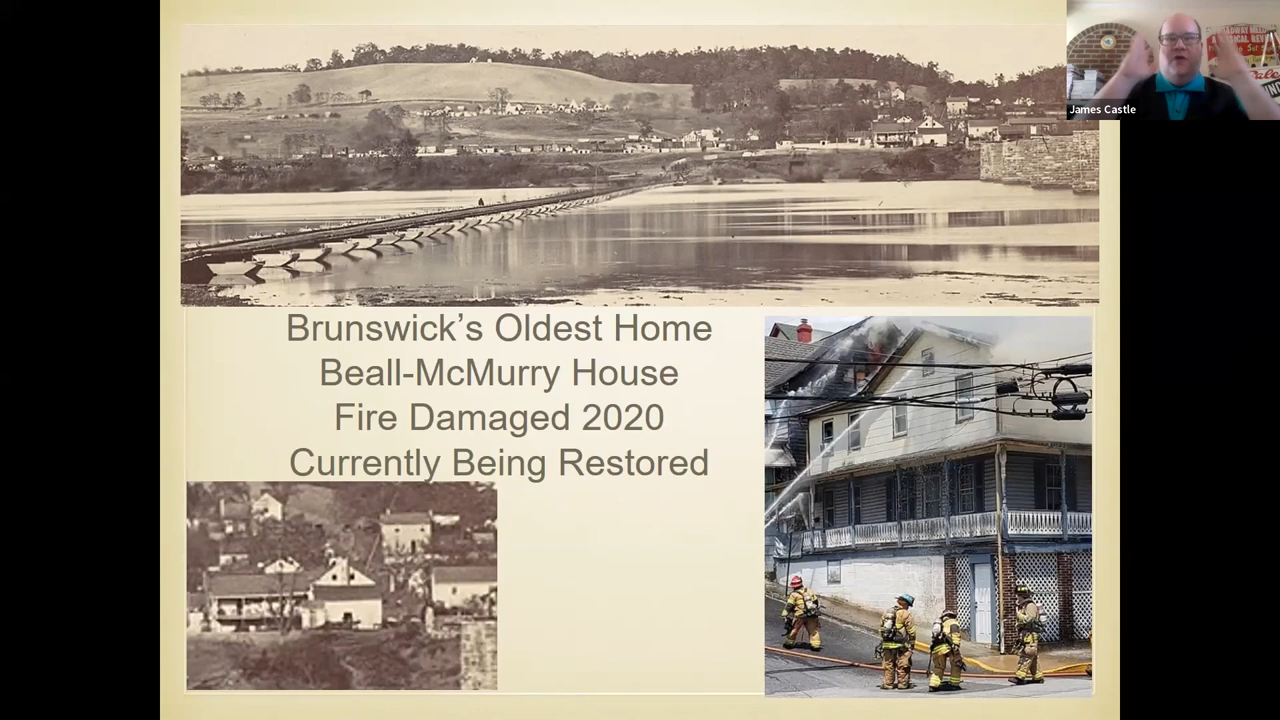 James Castle
Brunswick's Oldest Home
Beall-McMurry House
Fire Damaged 2020
Currently Being Restored